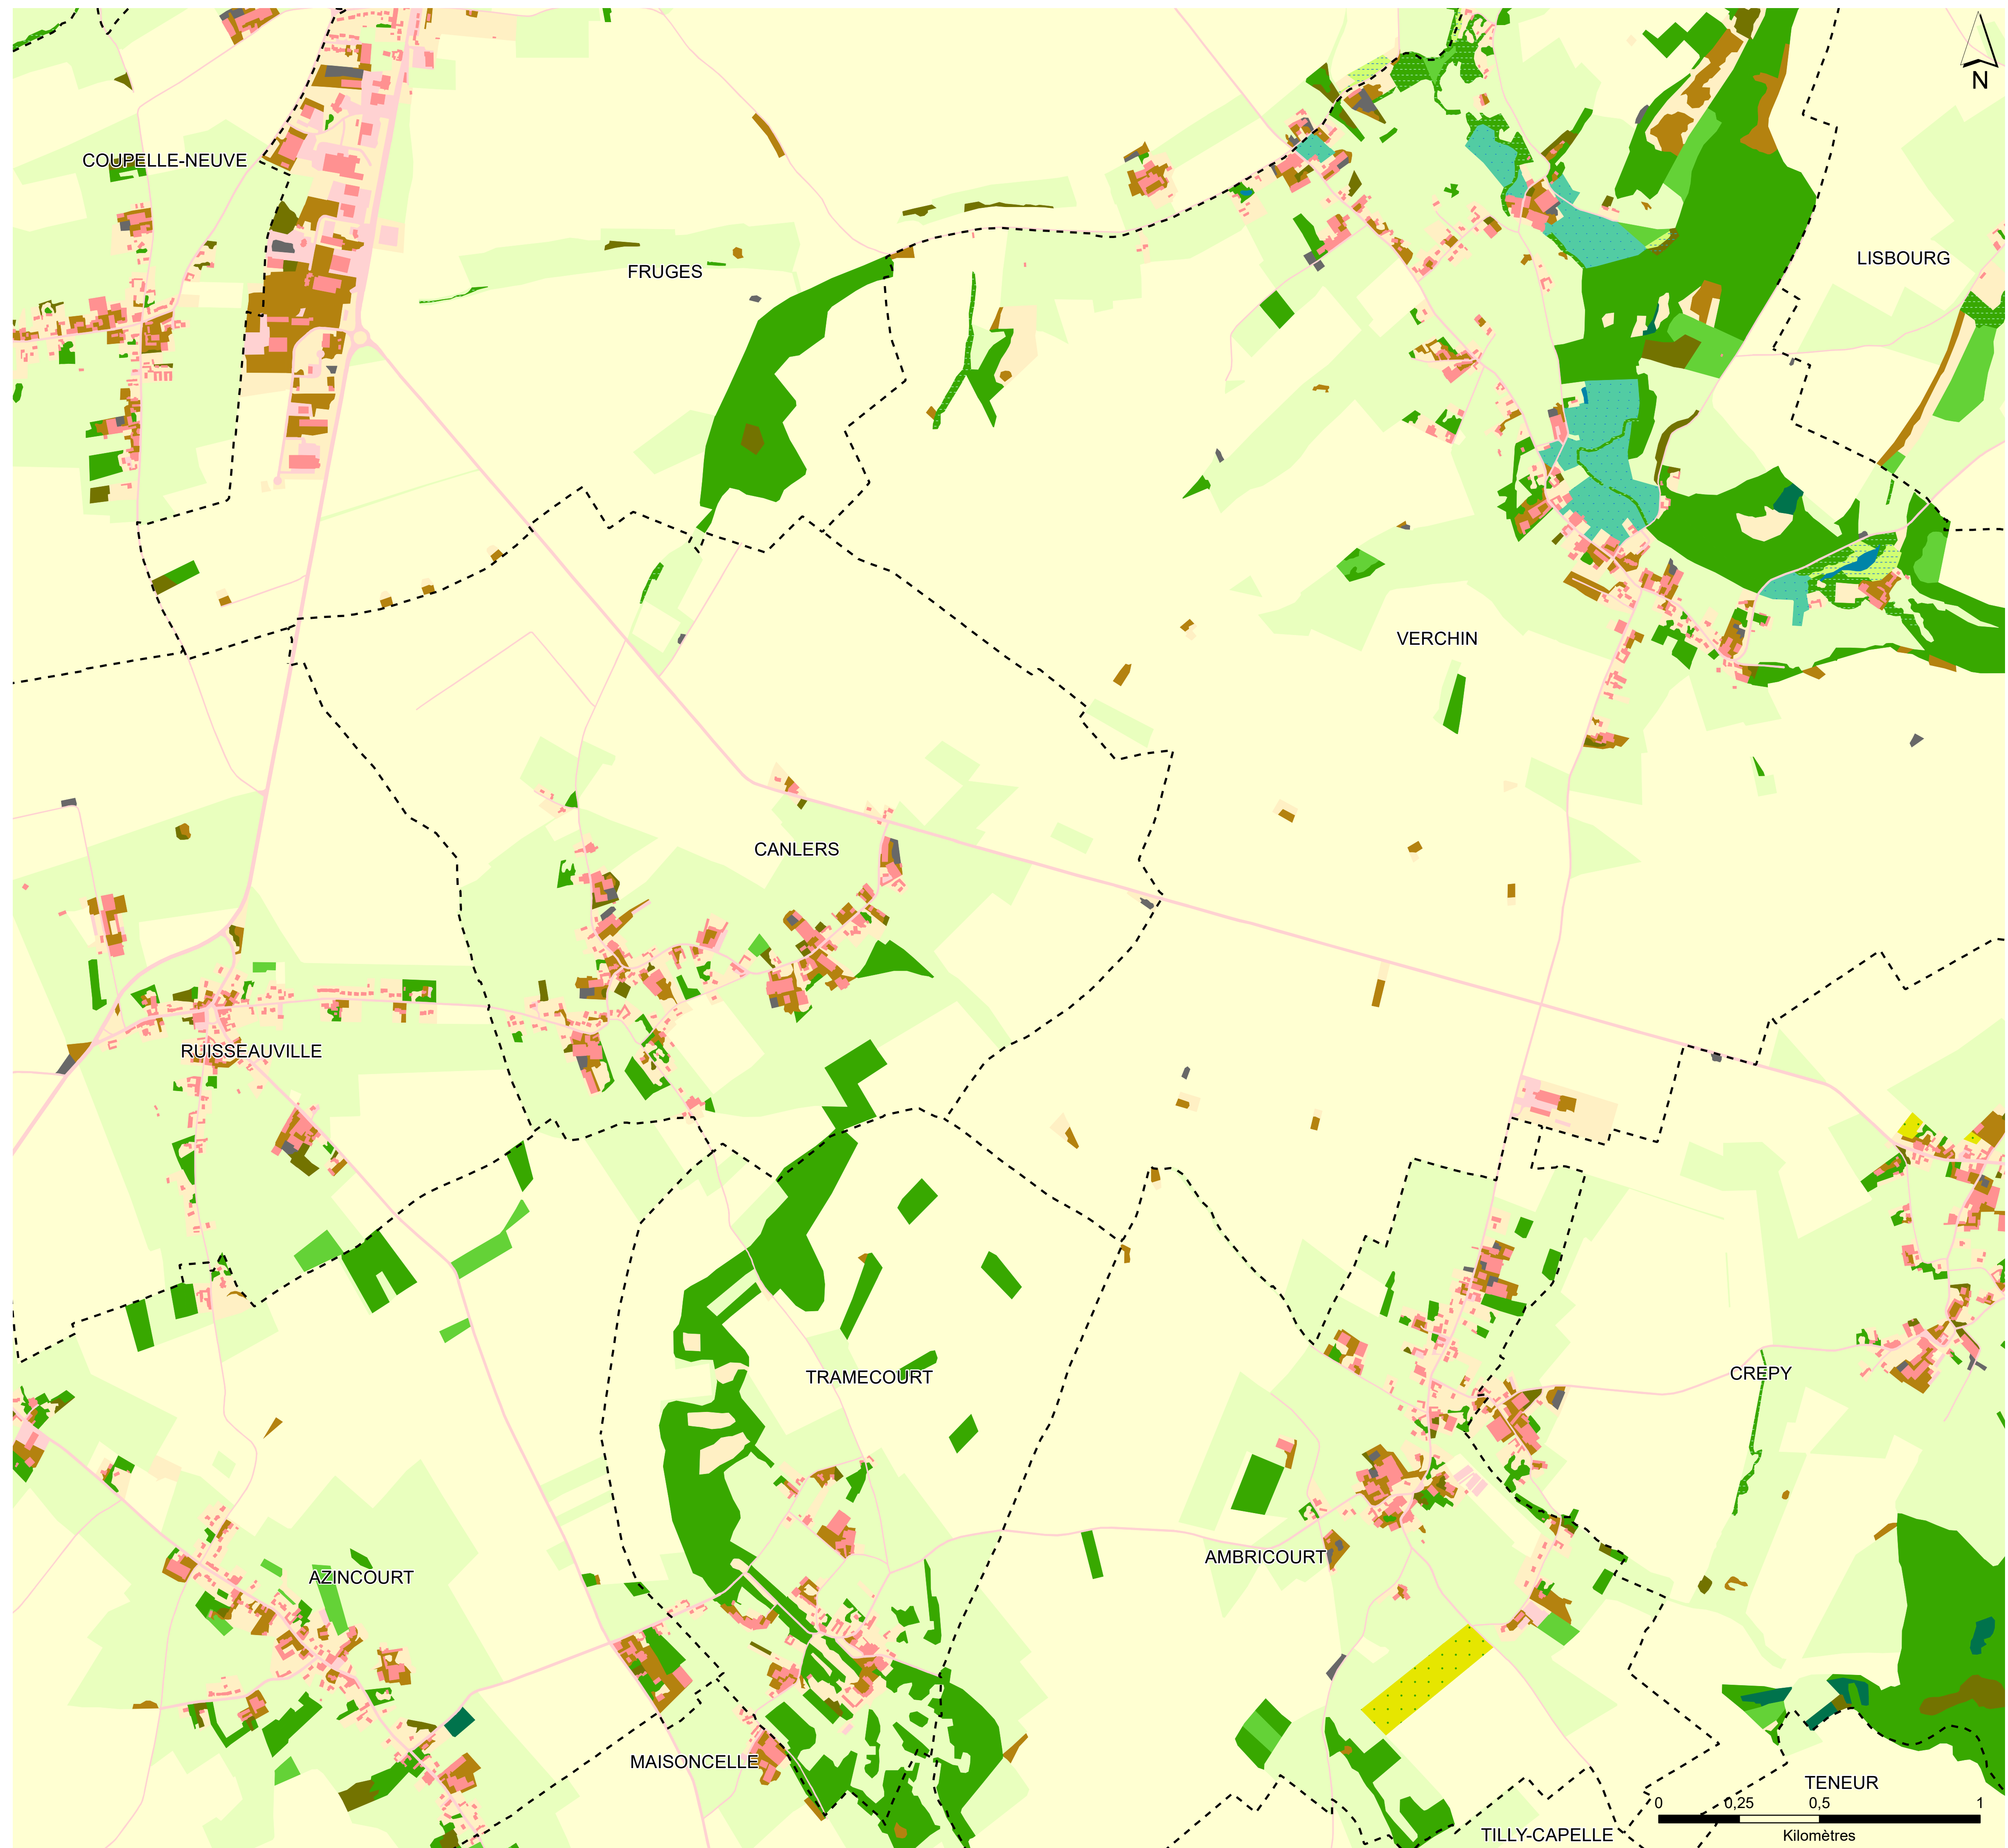 N
COUPELLE-NEUVE
FRUGES
LISBOURG
VERCHIN
CANLERS
RUISSEAUVILLE
TRAMECOURT
CREPY
AMBRICOURT
AZINCOURT
MAISONCELLE
TENEUR
0 0,25 0,5 1
Kilomètres
TILLY-CAPELLE